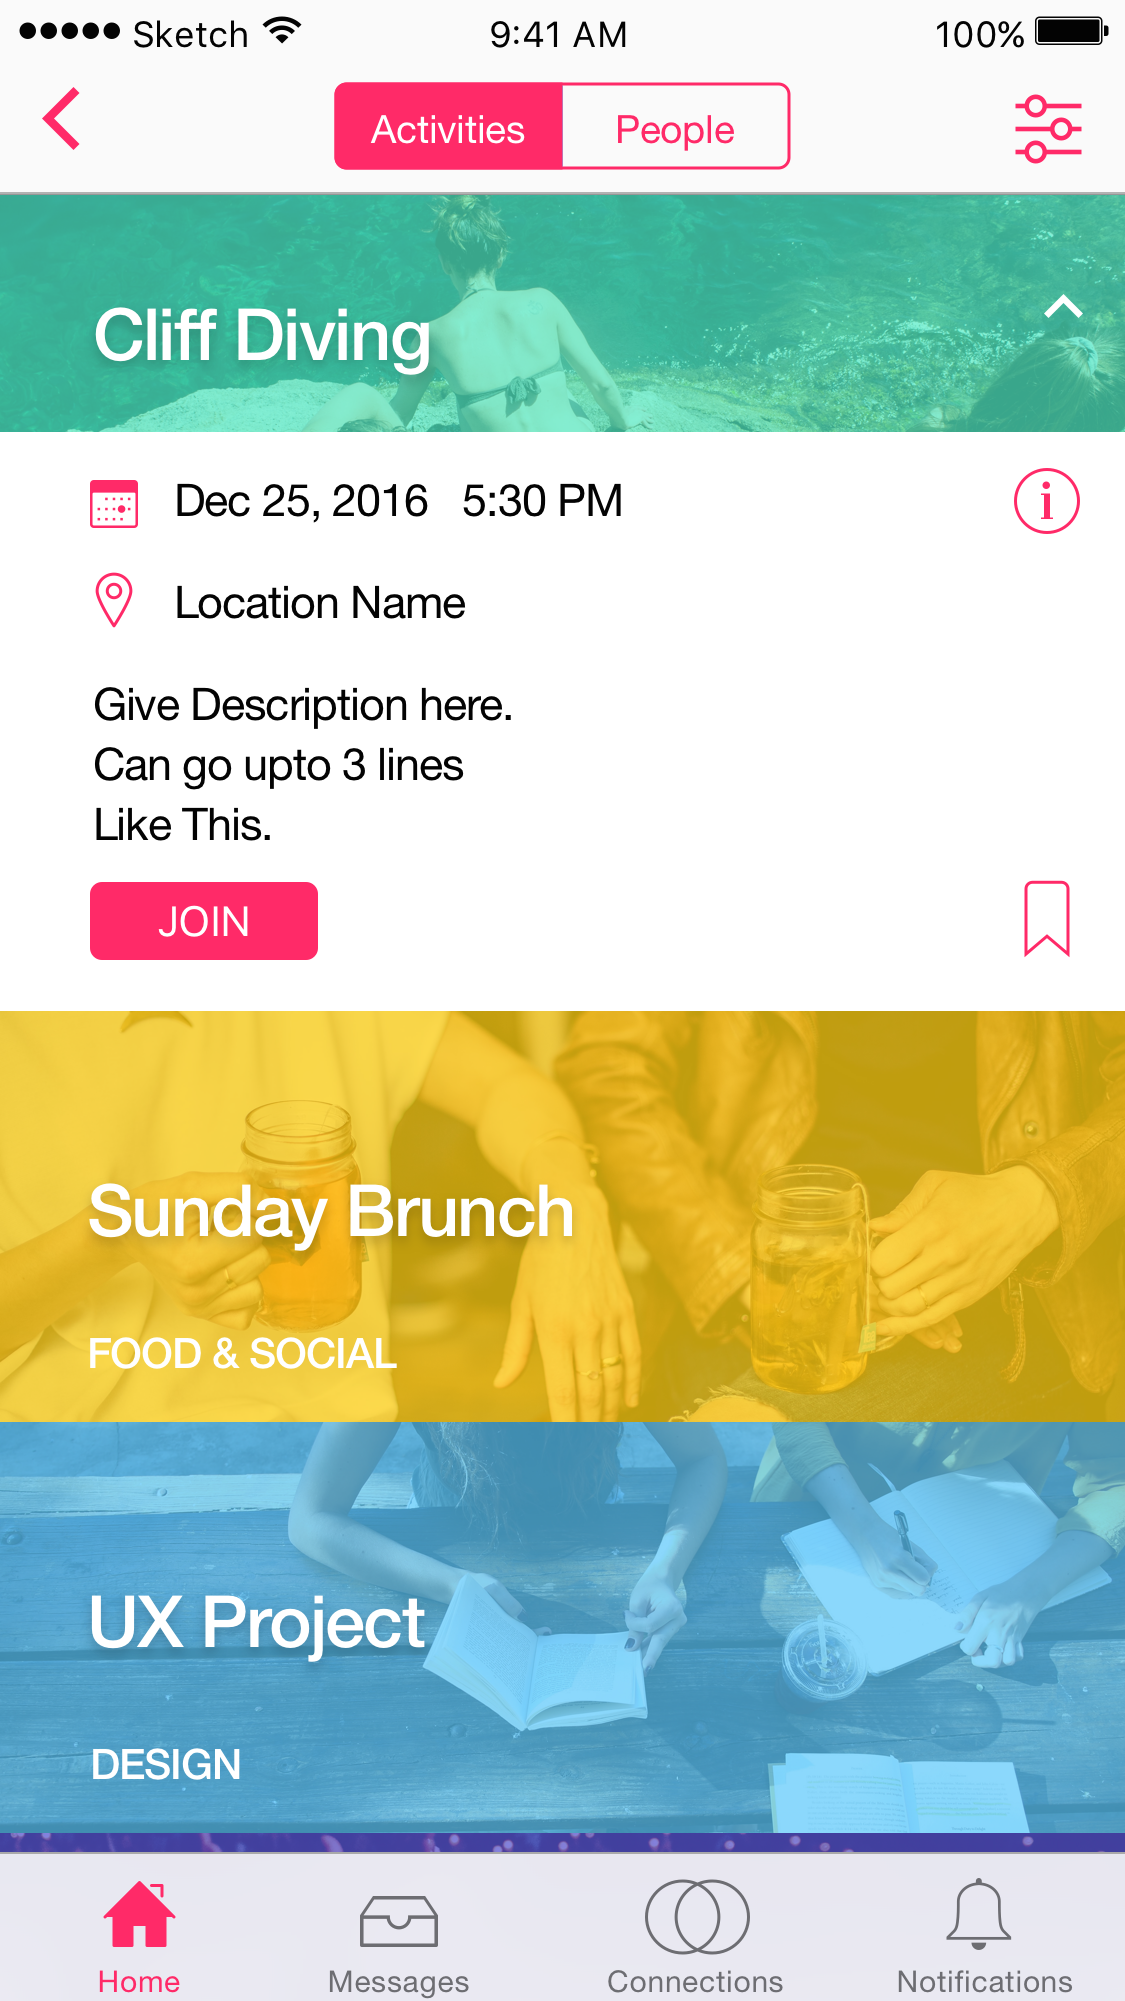 Sketch 9:41 AM 100%
Activities People
Cliff Diving
Dec 25, 2016 5:30 PM
i
Location Name
Give Description here.
Can go upto 3 lines
Like This.
JOIN
Sunday Brunch
FOOD & SOCIAL
UX Project
DESIGN
Home Messages Connections Notifications